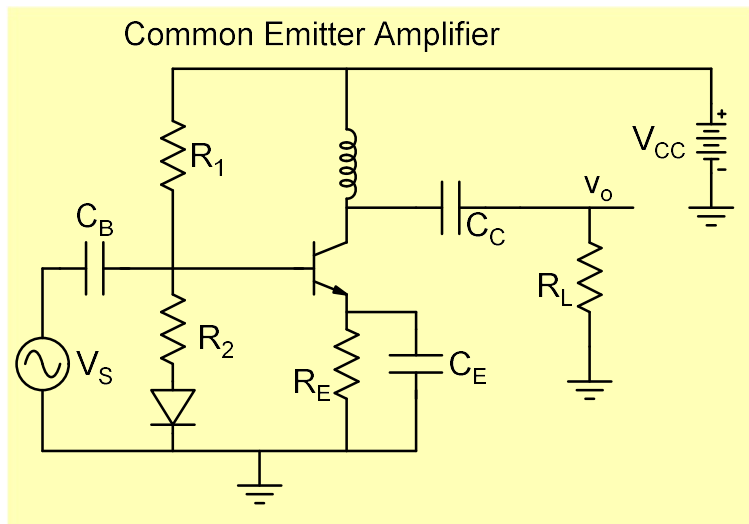 Common Emitter Amplifier
R1
+
VCC
-
CB
vo
CC
RL
R2
VS
RE
CE